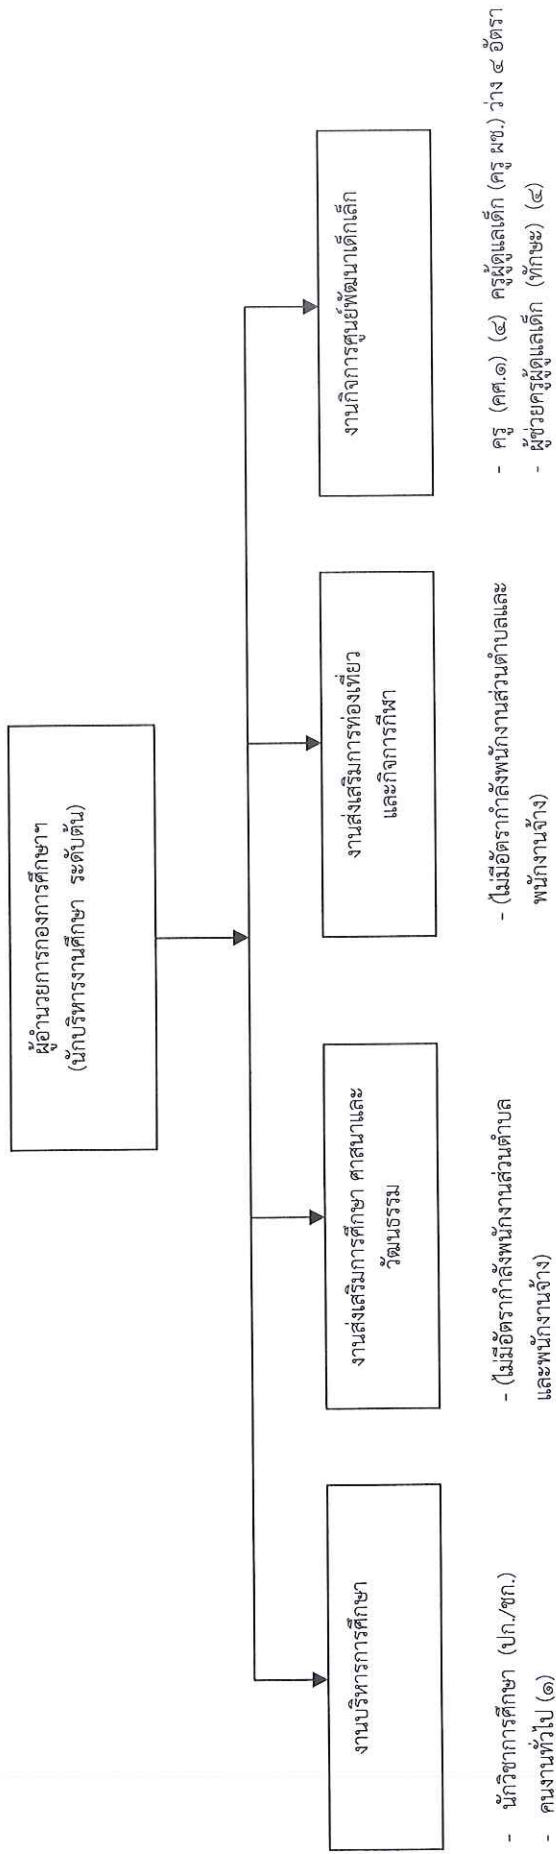 ผู้อำนวยการกองการศึกษาฯ
(นักบริหารงานศึกษา ระดับต้น)
งานบริหารการศึกษา
- นักวิชาการศึกษา (ปก./ชก.)
- คนงานทั่วไป (๑)
งานส่งเสริมการศึกษา ศาสนาและ
วัฒนธรรม
- (ไม่มีอัตรากำลังพนักงานส่วนตำบล
และพนักงานจ้าง)
งานส่งเสริมการท่องเที่ยว
และกิจการกีฬา
- (ไม่มีอัตรากำลังพนักงานส่วนตำบลและ
พนักงานจ้าง)
งานกิจการศูนย์พัฒนาเด็กเล็ก
- ครู (คศ.๑) (๔) ครูผู้ดูแลเด็ก (ครู ผช.) ว่าง ๔ อัตรา
- ผู้ช่วยครูผู้ดูแลเด็ก (ทักษะ) (๔)